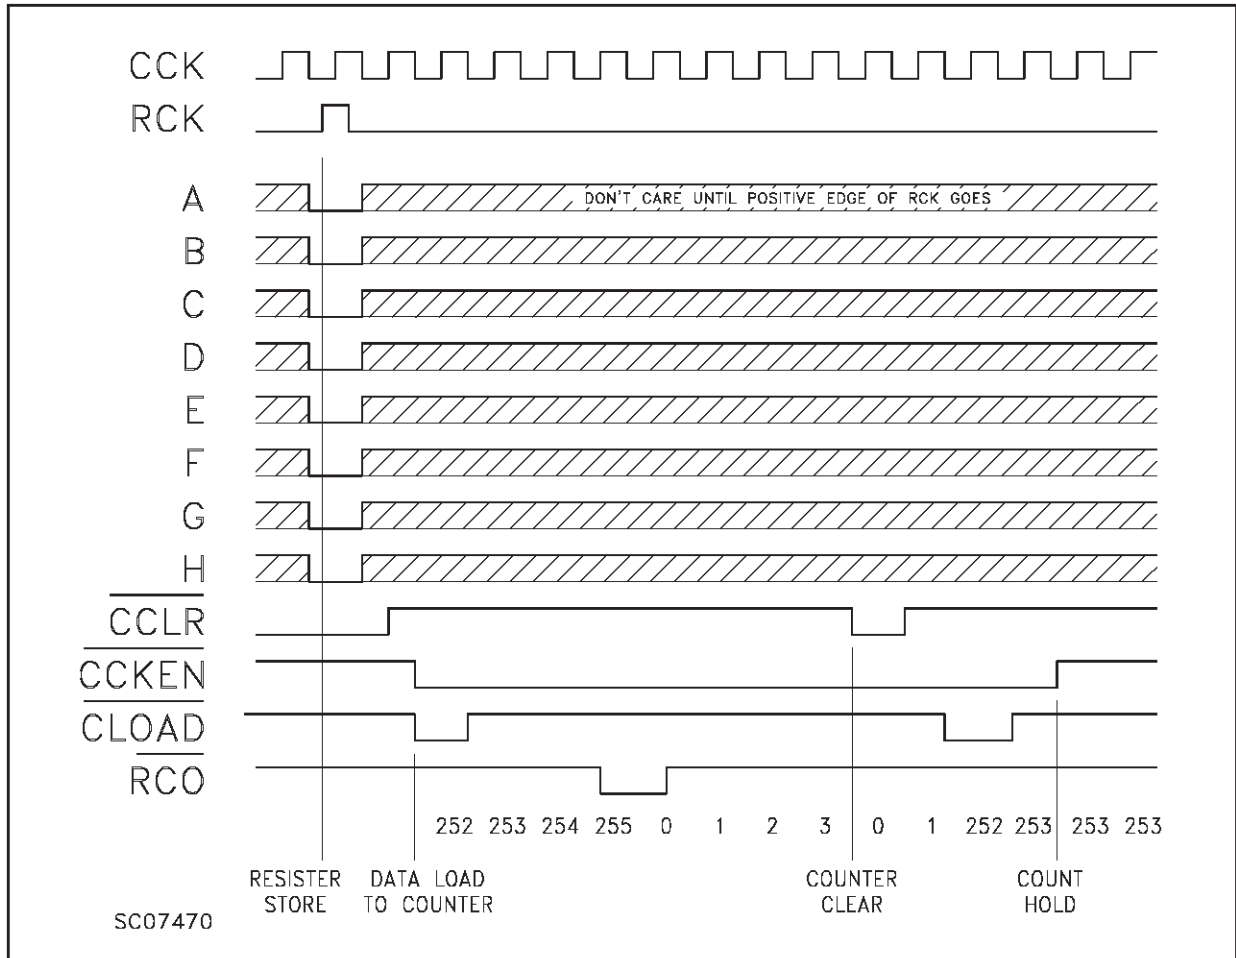 CCK
RCK
A
DON'T CARE UNTIL POSITIVE EDGE OF RCK GOES
B
C
D
E
F
G
H
CCLR
CCKEN
CLOAD
RCO
252 253 254 255 0 1 2 3 0 1 252 253 253 253
RESISTER STORE
DATA LOAD TO COUNTER
COUNTER CLEAR
COUNT HOLD
SC07470